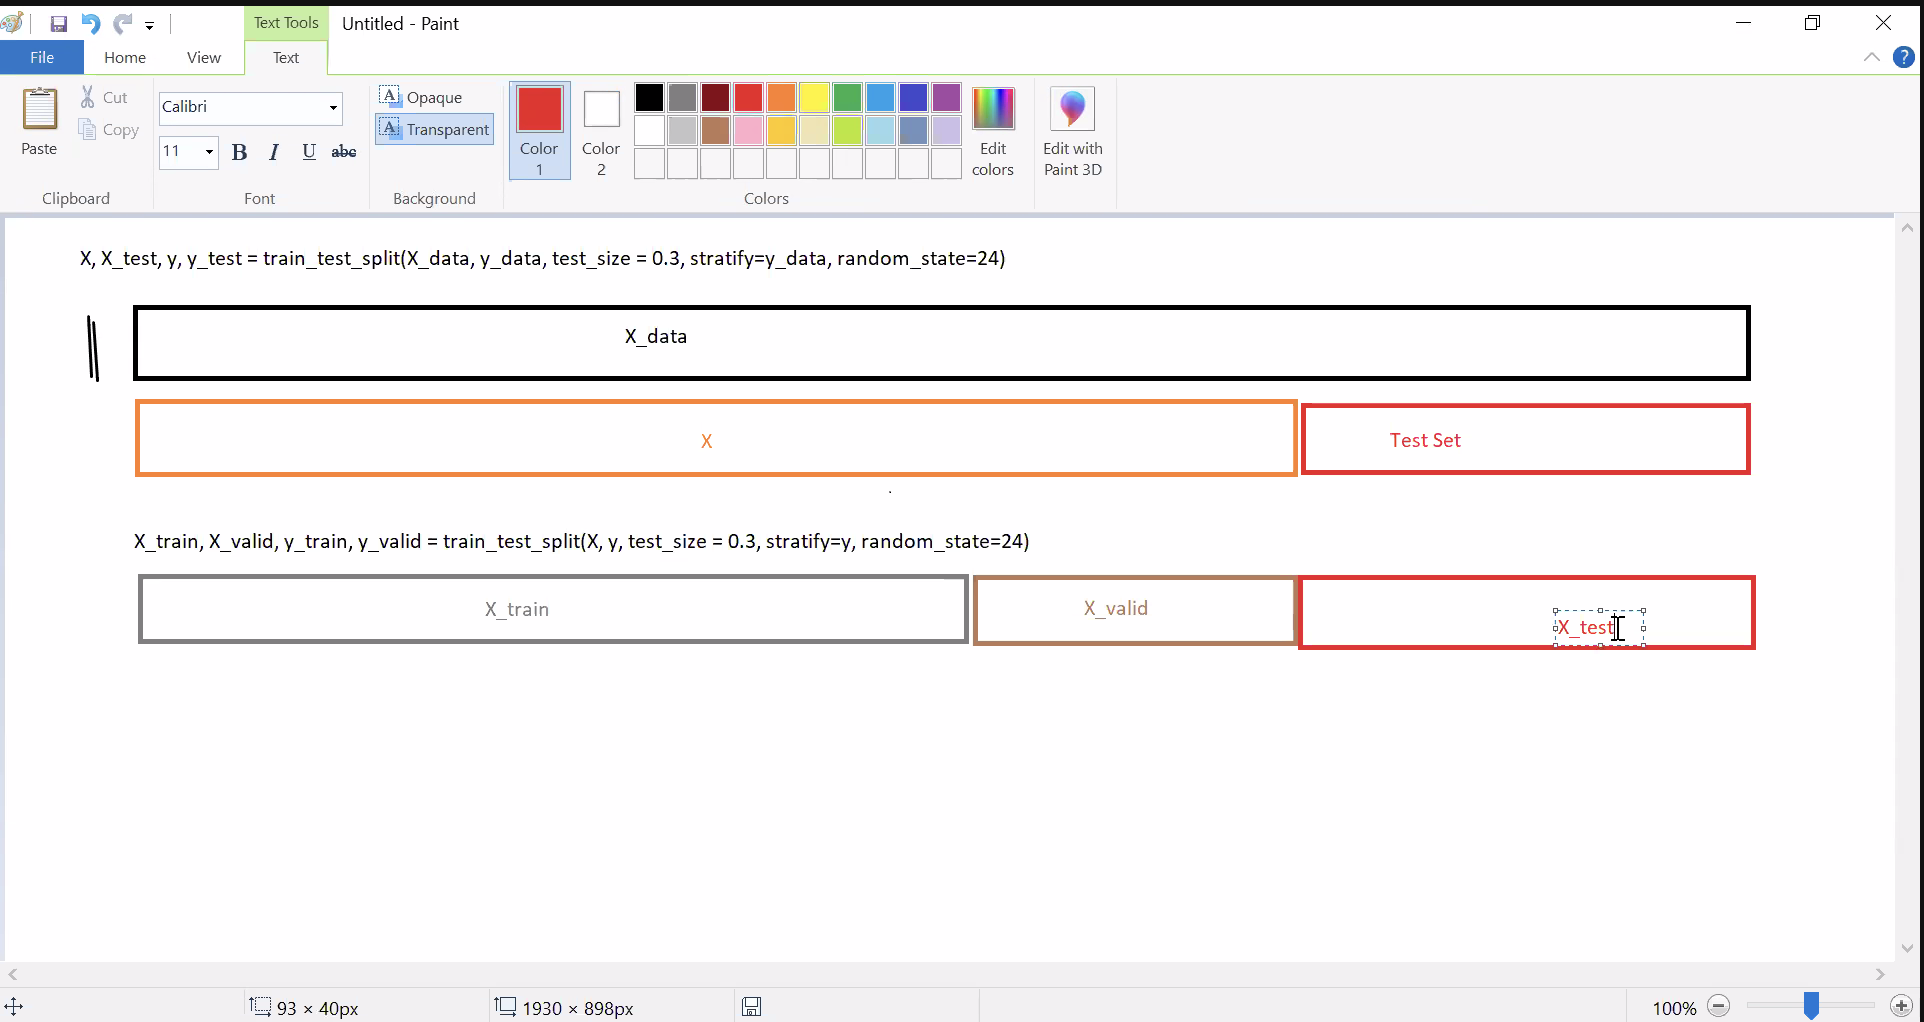 Text Tools
Untitled - Paint
File
Home
View
Text
?
Paste
Cut
Copy
Clipboard
Calibri
11
B I U abc
Font
A Opaque
A Transparent
Background
Color 1
Color 2
Edit colors
Colors
Edit with Paint 3D
X, X_test, y, y_test = train_test_split(X_data, y_data, test_size = 0.3, stratify=y_data, random_state=24)
X_data
X
Test Set
X_train, X_valid, y_train, y_valid = train_test_split(X, y, test_size = 0.3, stratify=y, random_state=24)
X_train
X_valid
X_test
93 × 40px
1930 × 898px
100%